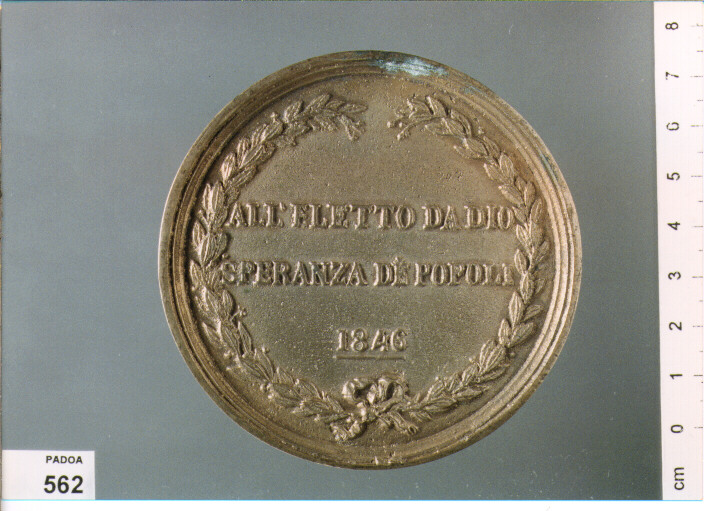 ALL' ELETTO DA DIO
SPERANZA DE' POPOLI
1846
PADOA
562
8
7
6
5
4
3
2
1
0
cm